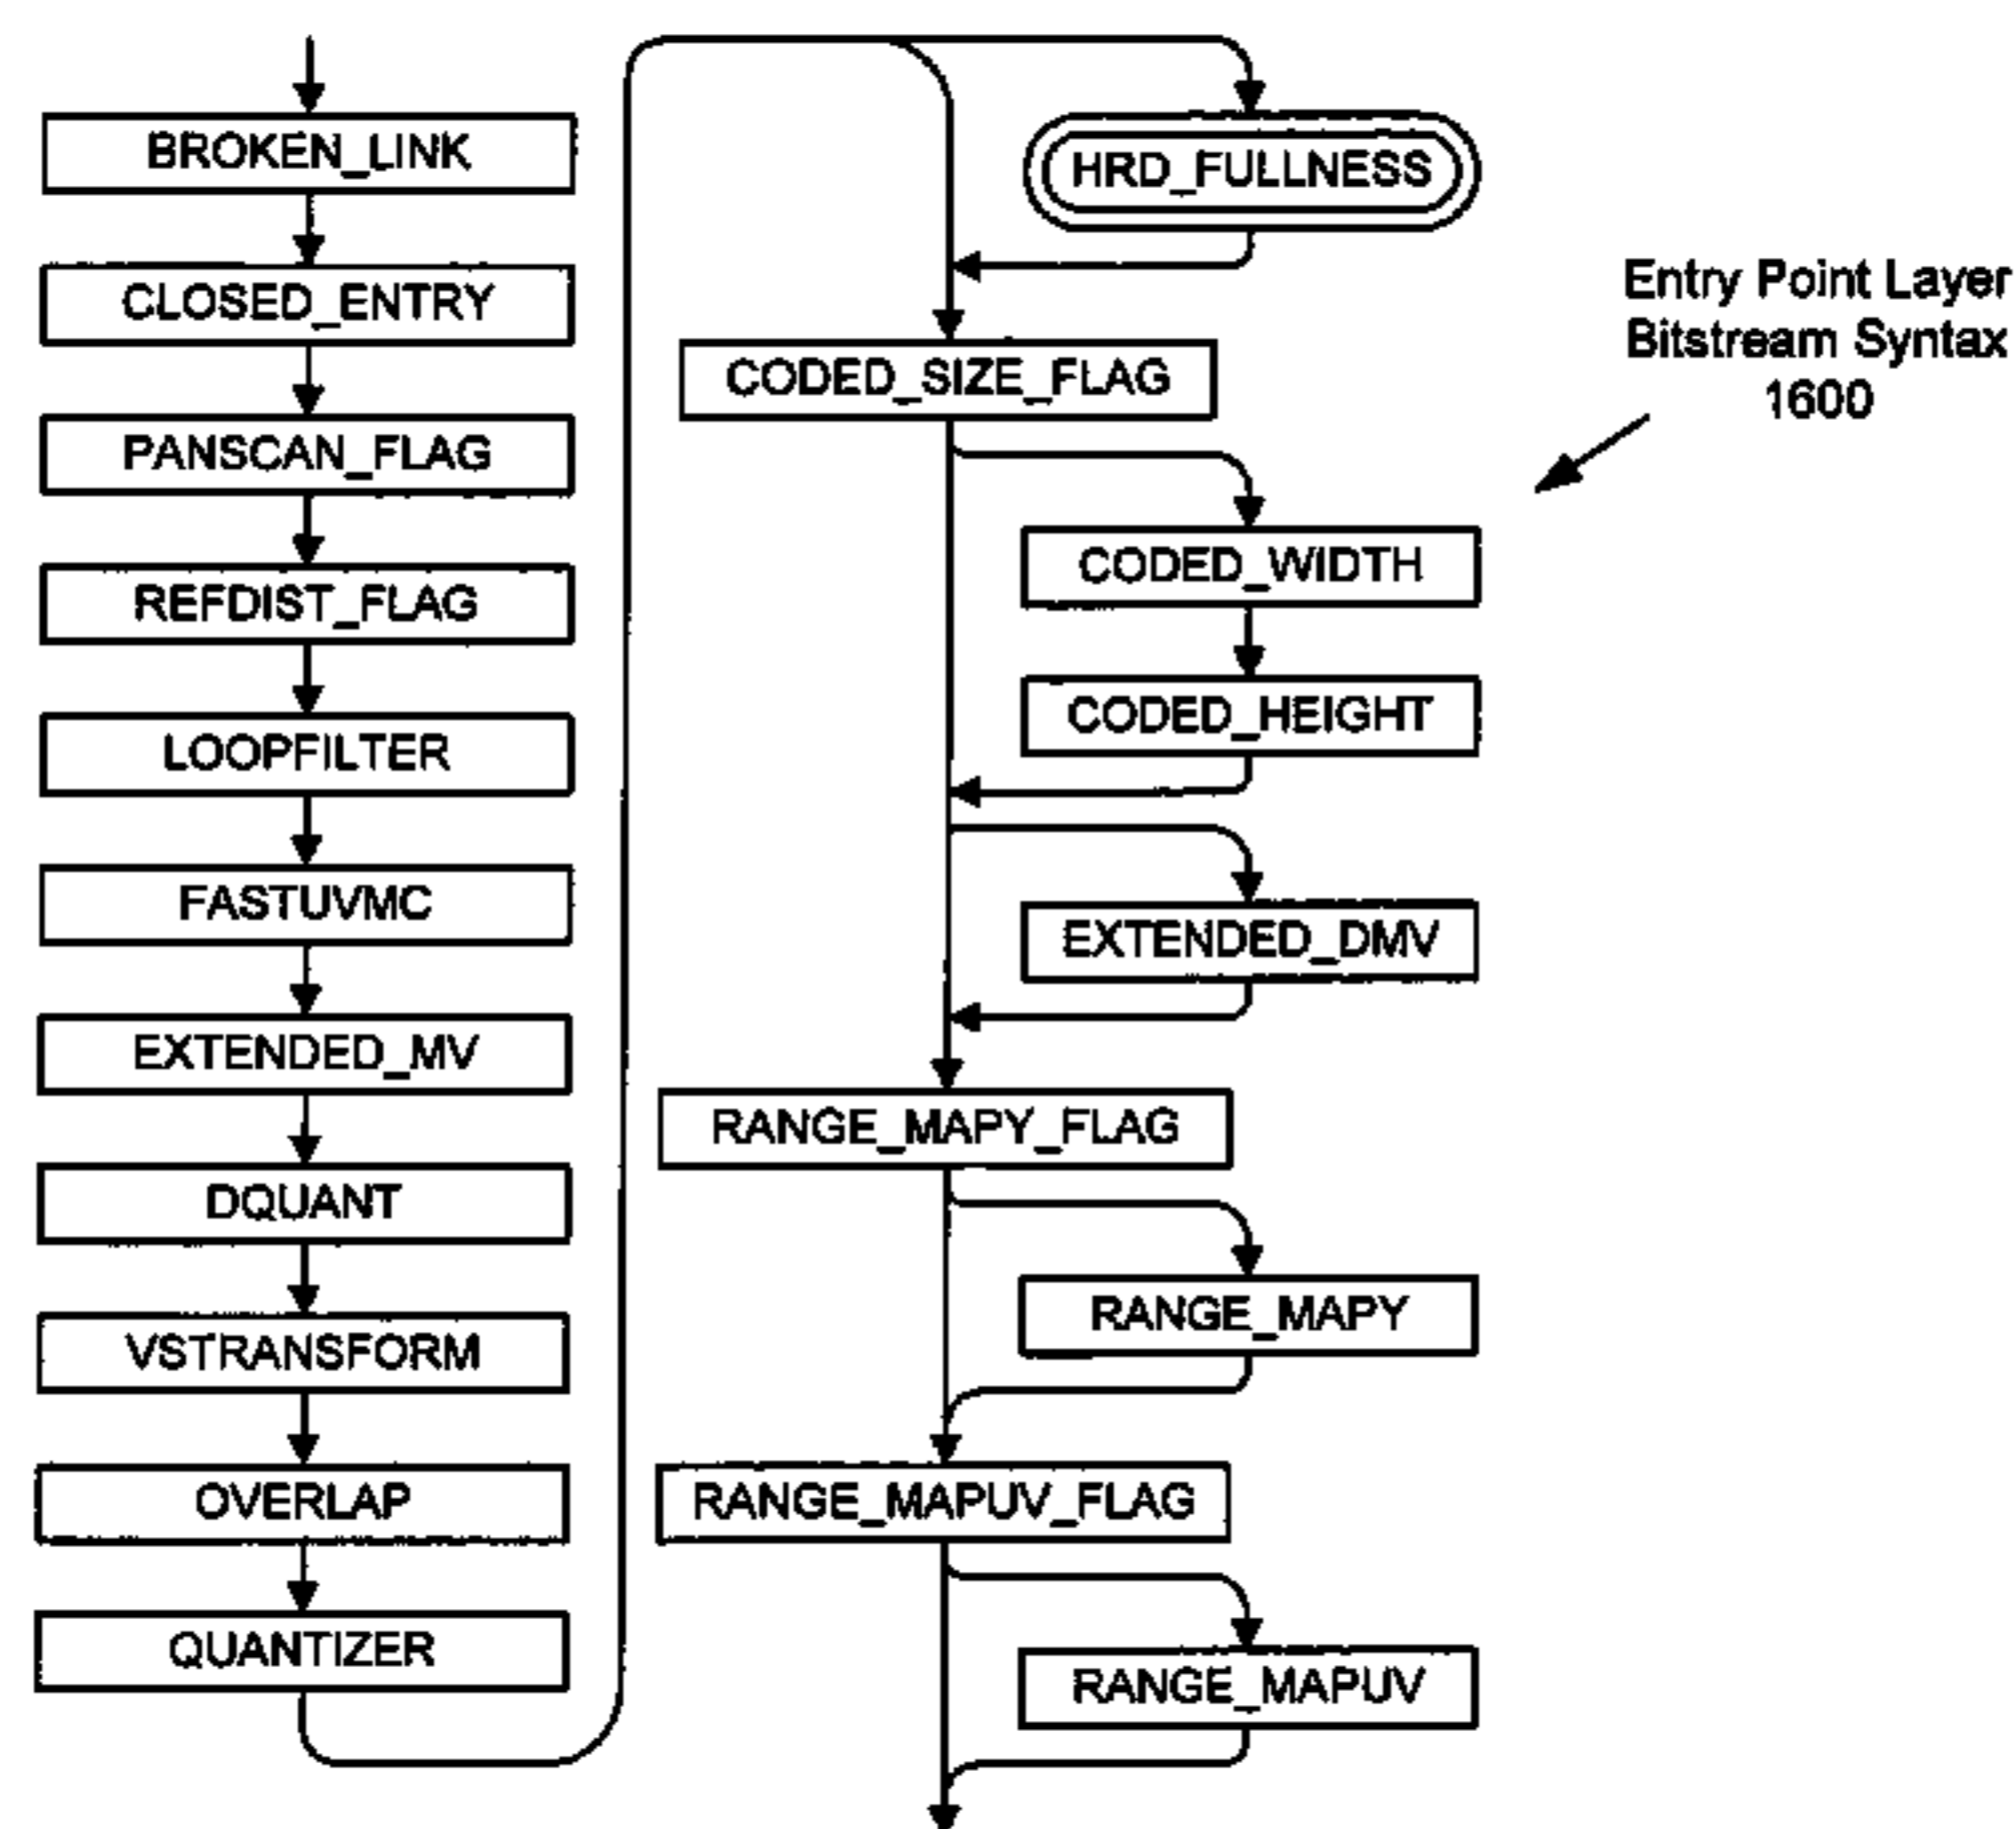 BROKEN_LINK
CLOSED_ENTRY
PANSCAN_FLAG
REFDIST_FLAG
LOOPFILTER
FASTUVMC
EXTENDED_MV
DQUANT
VSTRANSFORM
OVERLAP
QUANTIZER
HRD_FULLNESS
CODED_SIZE_FLAG
CODED_WIDTH
CODED_HEIGHT
EXTENDED_DMV
RANGE_MAPY_FLAG
RANGE_MAPY
RANGE_MAPUV_FLAG
RANGE_MAPUV
Entry Point Layer
Bitstream Syntax
1600